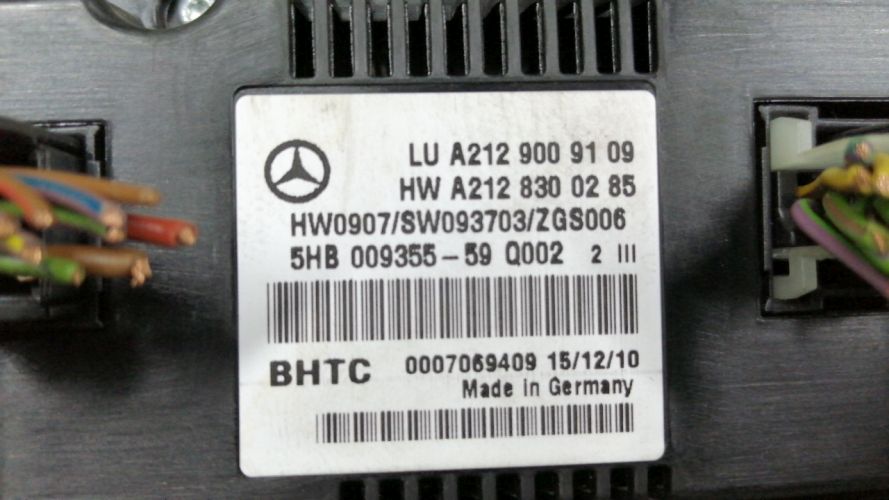 LU A212 900 91 09
HW A212 830 02 85
HW0907/SW093703/ZGS006
5HB 009355-59 Q002 2 III
BHTC 0007069409 15/12/10
Made in Germany